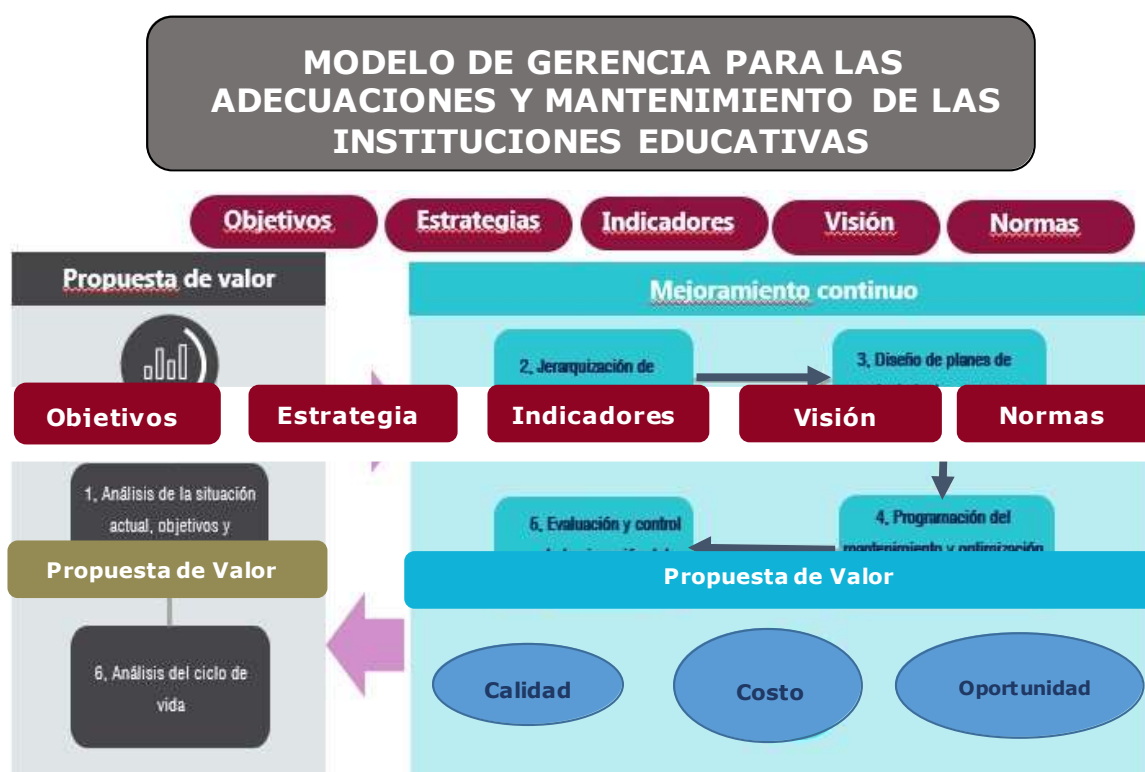 MODELO DE GERENCIA PARA LAS
ADECUACIONES Y MANTENIMIENTO DE LAS
INSTITUCIONES EDUCATIVAS
Objetivos
Estrategias
Indicadores
Visión
Normas
Propuesta de valor
Mejoramiento continuo
2, Jerarquización de
3, Diseño de planes de
Objetivos
Estrategia
Indicadores
Visión
Normas
1, Análisis de la situación
actual, objetivos y
5, Evaluación y control
4, Programación del
mantenimiento y optimización
Propuesta de Valor
Propuesta de Valor
6, Análisis del ciclo de
vida
Calidad
Costo
Oportunidad